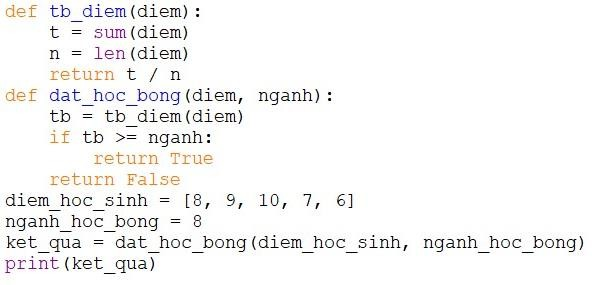 def tb_diem(diem):
    t = sum(diem)
    n = len(diem)
    return t / n
def dat_hoc_bong(diem, nganh):
    tb = tb_diem(diem)
    if tb >= nganh:
        return True
    return False
diem_hoc_sinh = [8, 9, 10, 7, 6]
nganh_hoc_bong = 8
ket_qua = dat_hoc_bong(diem_hoc_sinh, nganh_hoc_bong)
print(ket_qua)